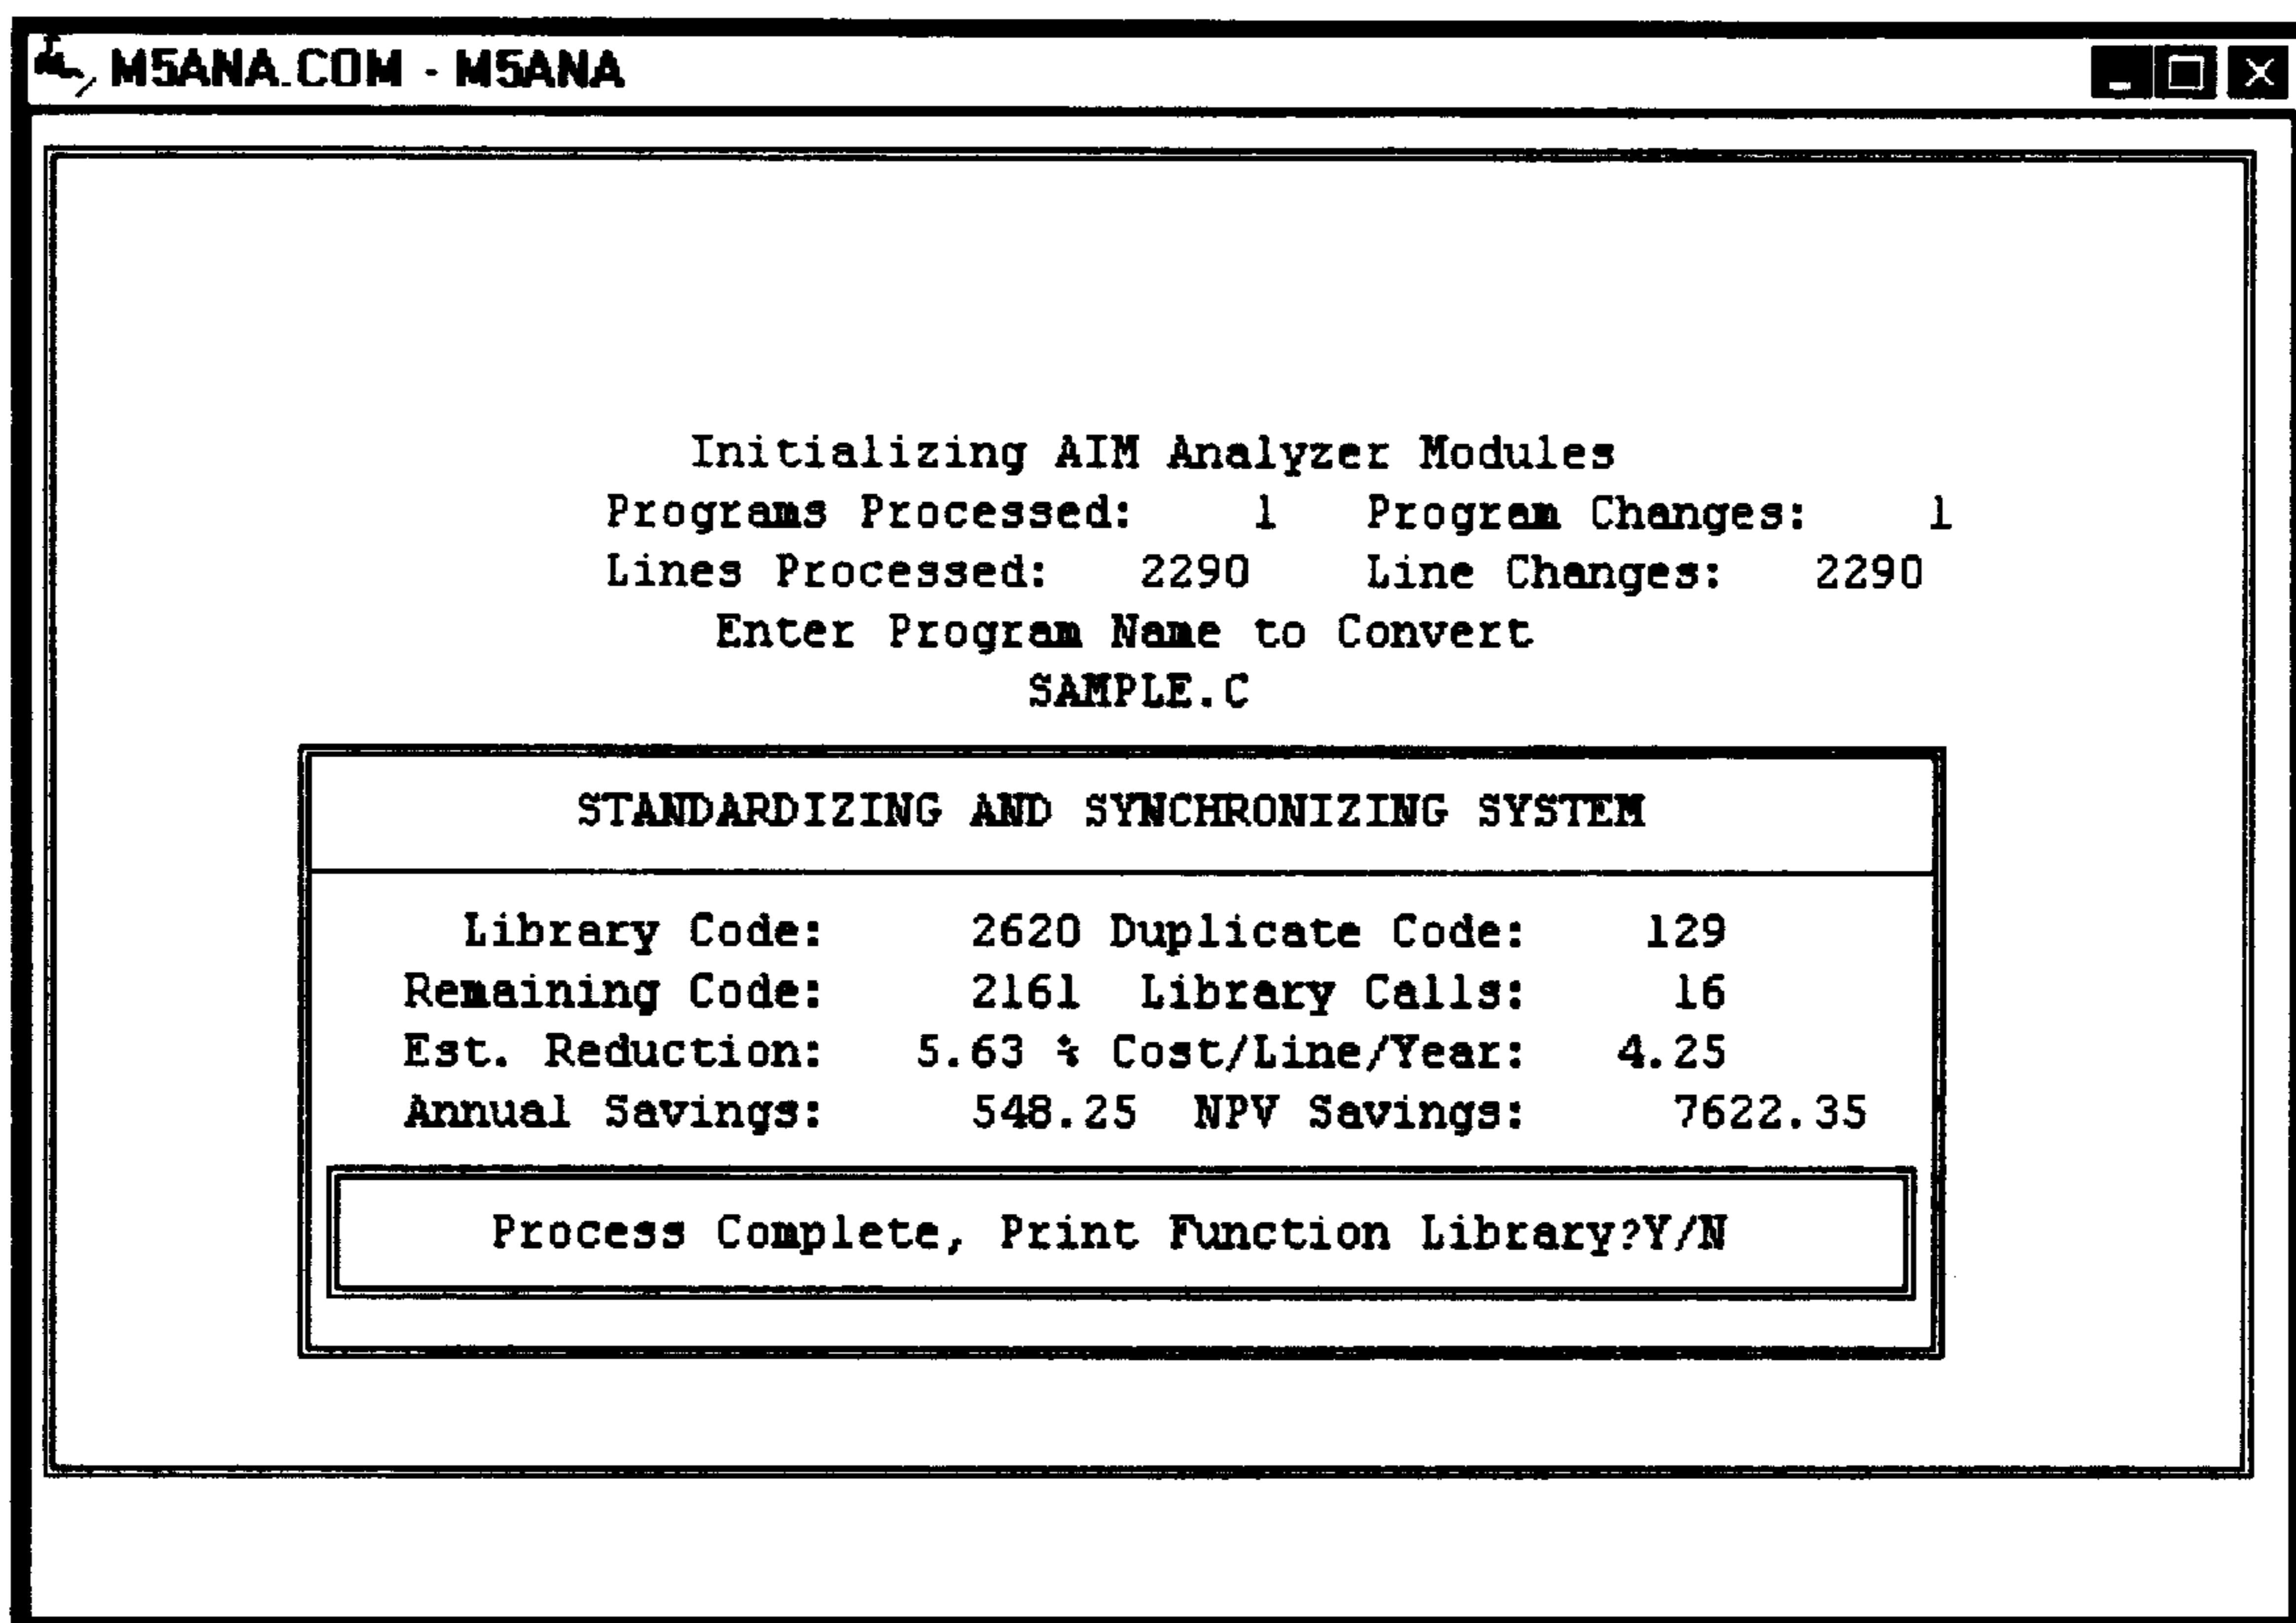 M5ANA.COM - M5ANA
Initializing AIM Analyzer Modules
Programs Processed: 1 Program Changes: 1
Lines Processed: 2290 Line Changes: 2290
Enter Program Name to Convert
SAMPLE.C
STANDARDIZING AND SYNCHRONIZING SYSTEM
Library Code: 2620 Duplicate Code: 129
Remaining Code: 2161 Library Calls: 16
Est. Reduction: 5.63 % Cost/Line/Year: 4.25
Annual Savings: 548.25 NPV Savings: 7622.35
Process Complete, Print Function Library?Y/N